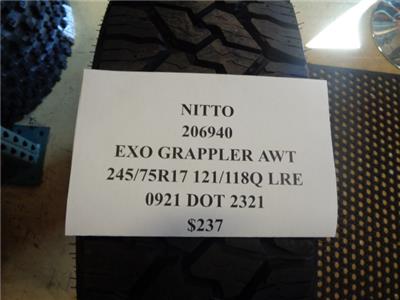 NITTO
206940
EXO GRAPPLER AWT
245/75R17 121/118Q LRE
0921 DOT 2321
$237